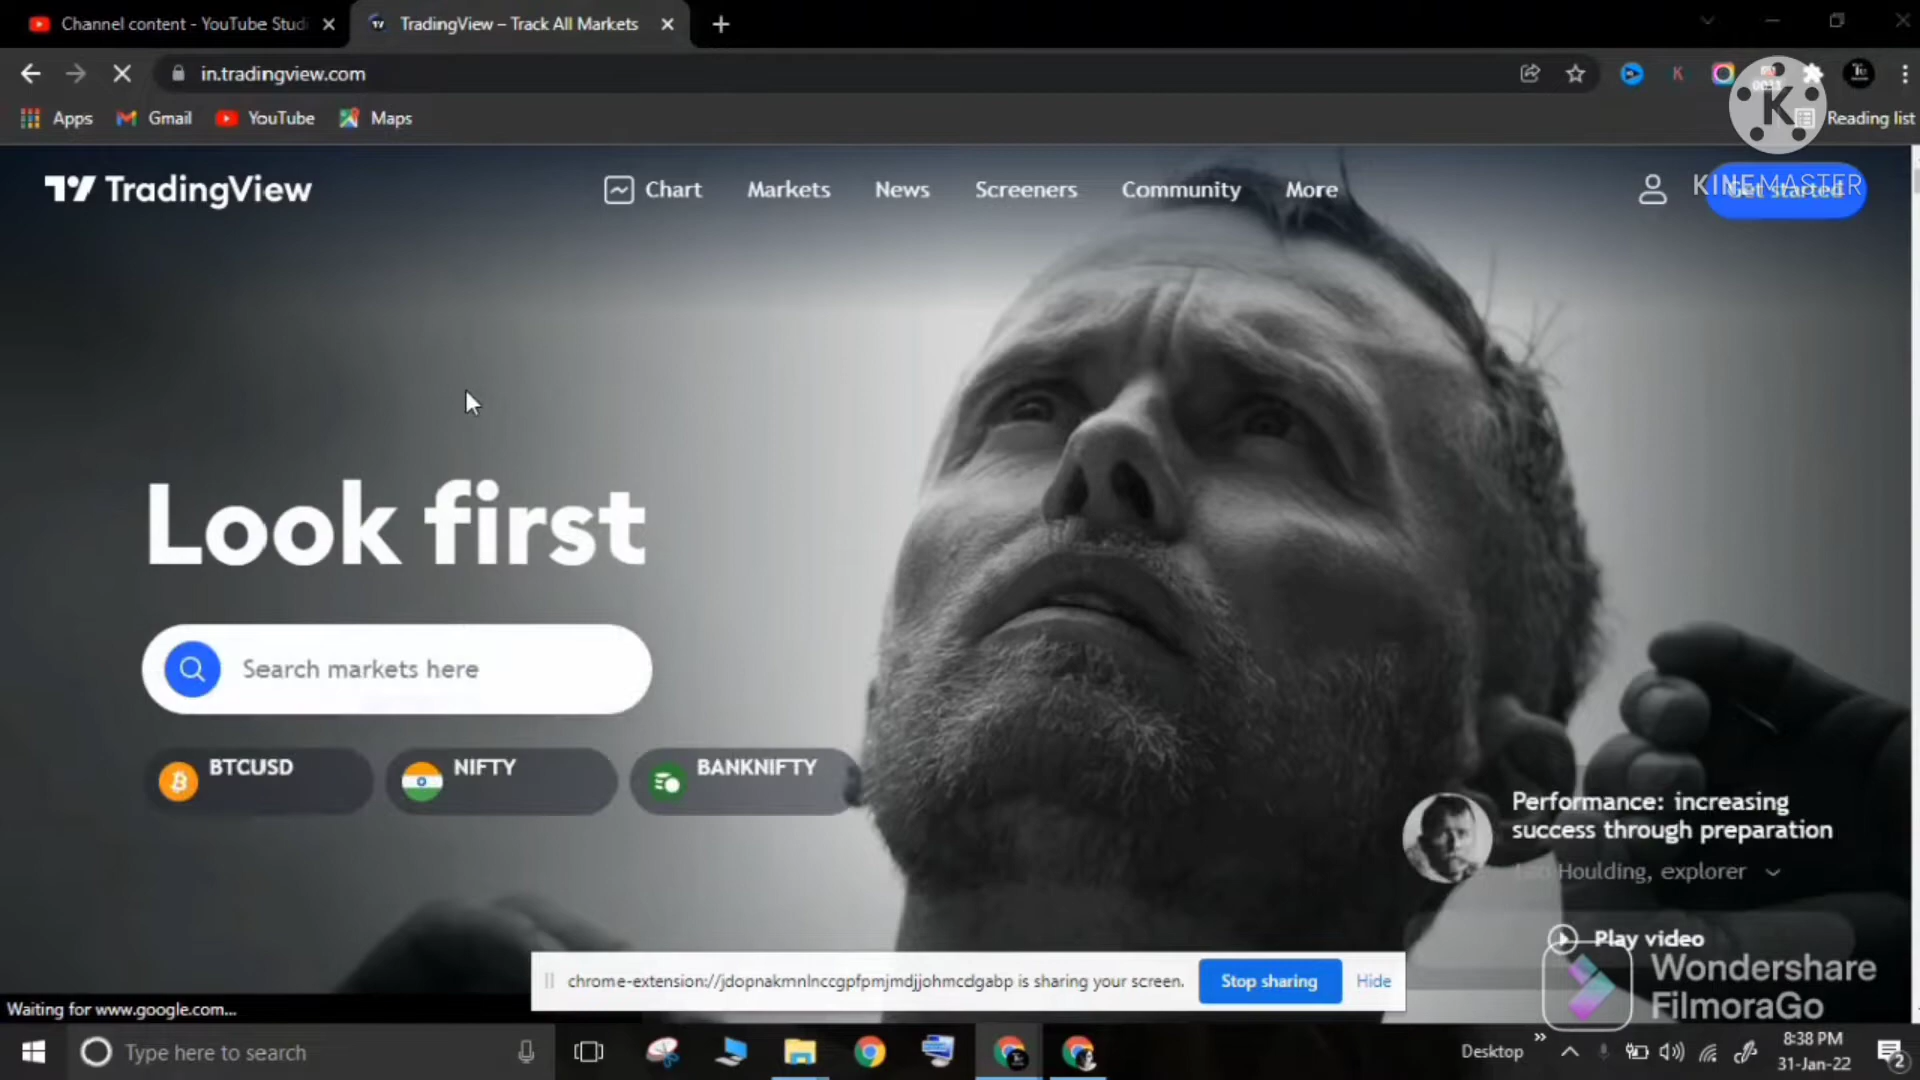 Channel content - YouTube Studi
TradingView – Track All Markets
in.tradingview.com
Apps
Gmail
YouTube
Maps
Reading list
K
TradingView
Chart
Markets
News
Screeners
Community
More
KINEMASTER
Get started
Look first
Search markets here
BTCUSD
NIFTY
BANKNIFTY
Performance: increasing
success through preparation
Houlding, explorer
Play video
chrome-extension://jdopnakmnlnccgpfpmjmdjjohmcdgabp is sharing your screen.
Stop sharing
Hide
Wondershare
FilmoraGo
Waiting for www.google.com...
Type here to search
Desktop
8:38 PM
31-Jan-22
2